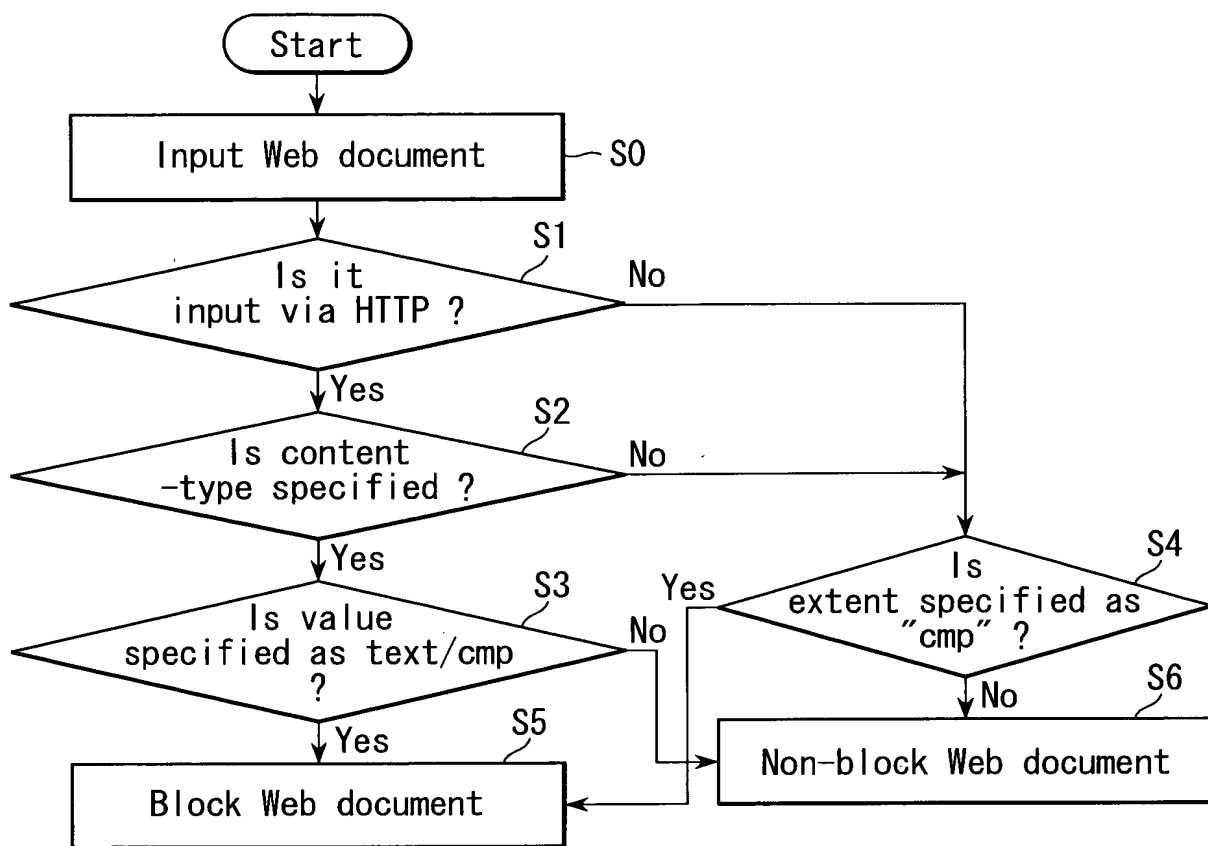 Start
Input Web document
S0
S1
Is it
input via HTTP ?
No
Yes
S2
Is content
-type specified ?
No
Yes
S3
Is value
specified as text/cmp
?
No
Yes
S4
Is
extent specified as
"cmp" ?
Yes
No
S5
Block Web document
S6
Non-block Web document